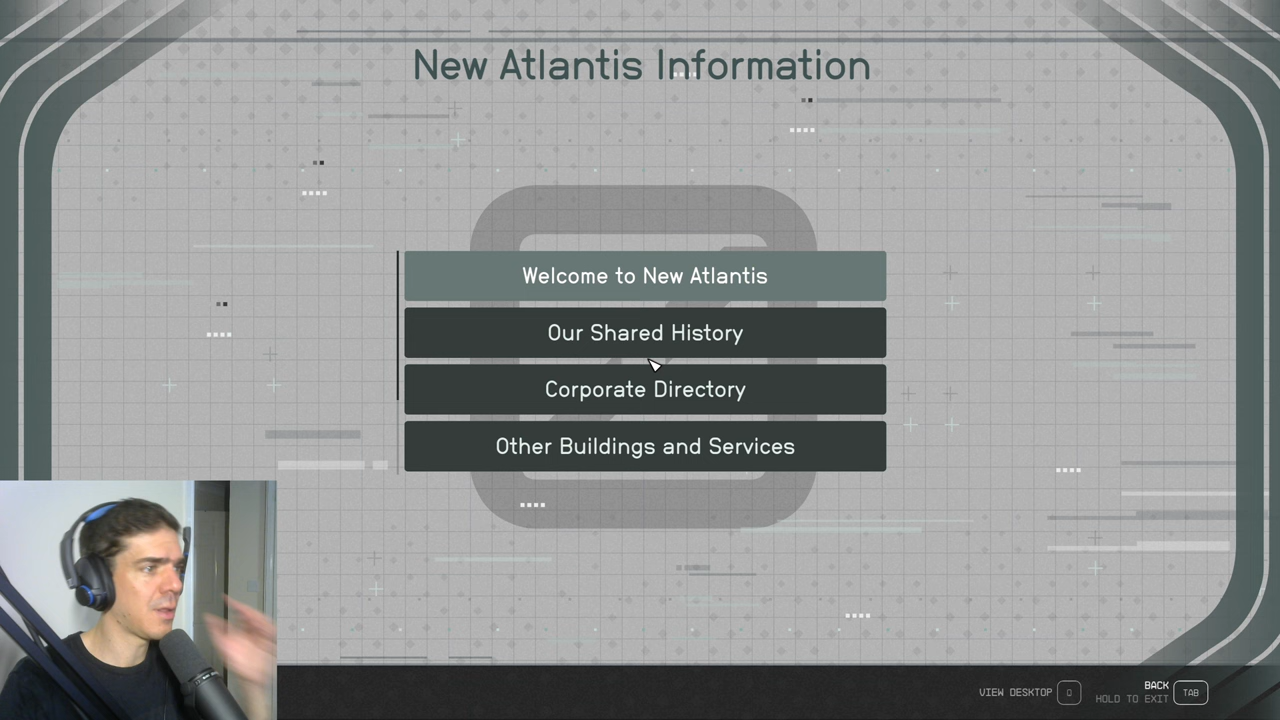 New Atlantis Information
Welcome to New Atlantis
Our Shared History
Corporate Directory
Other Buildings and Services
VIEW DESKTOP
Q
BACK
HOLD TO EXIT
TAB